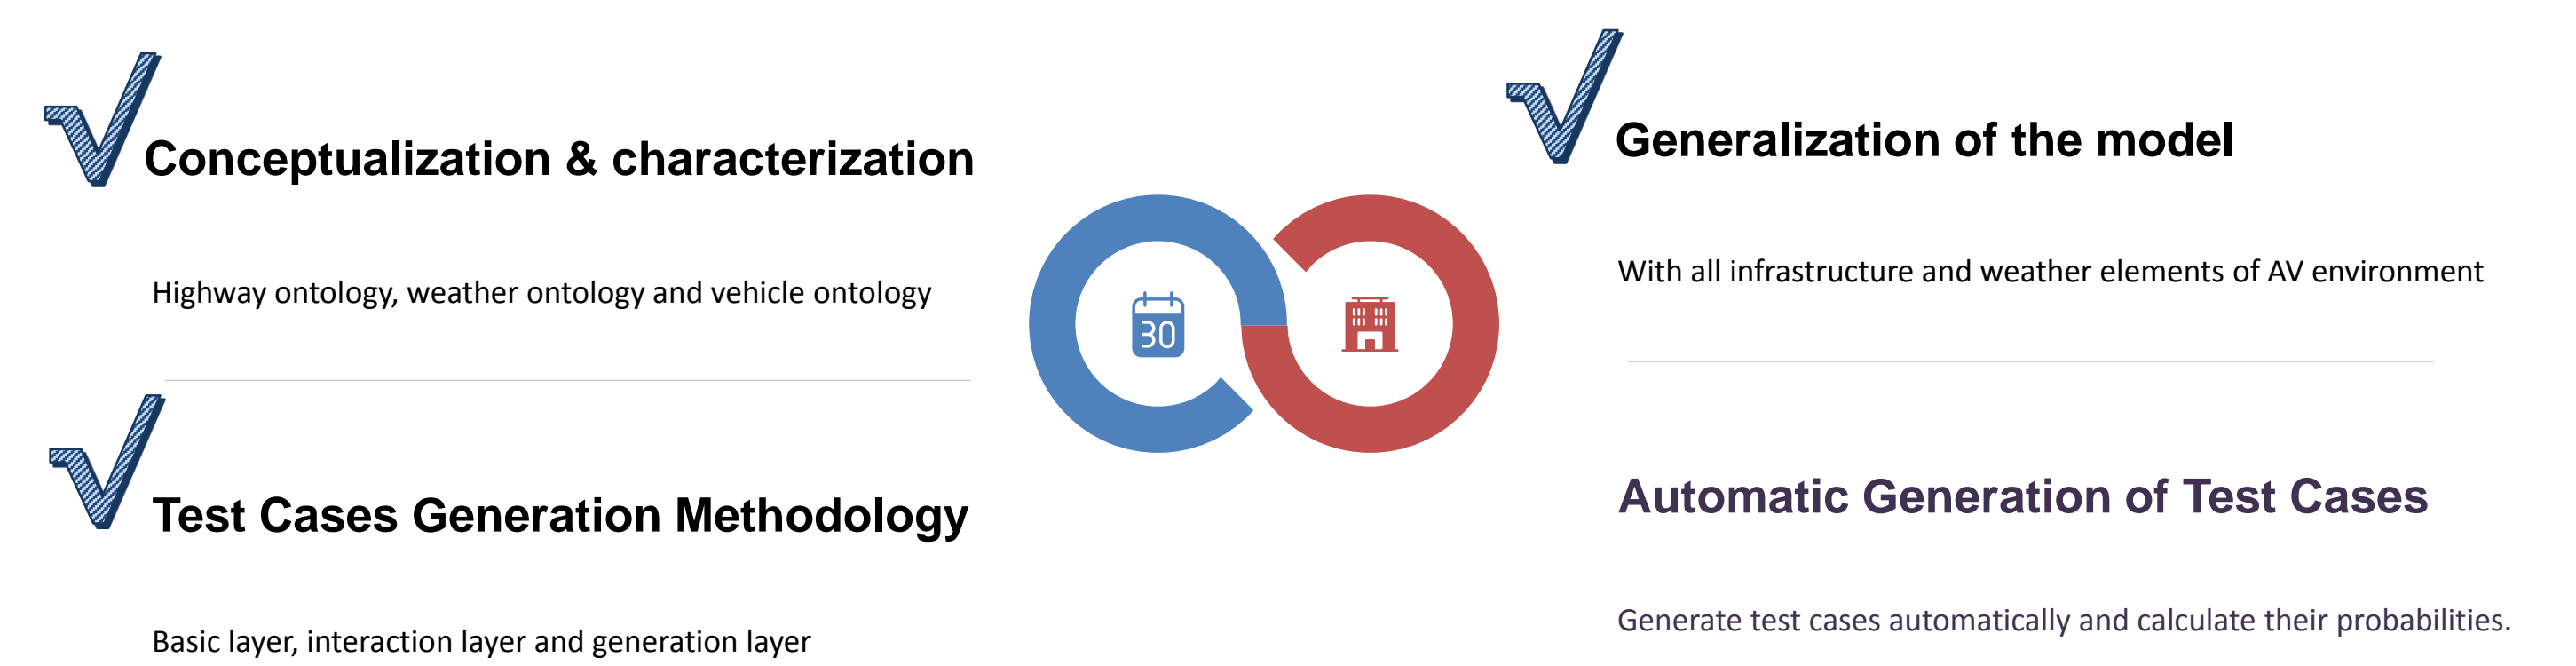 Conceptualization & characterization
Highway ontology, weather ontology and vehicle ontology
Test Cases Generation Methodology
Basic layer, interaction layer and generation layer
30
Generalization of the model
With all infrastructure and weather elements of AV environment
Automatic Generation of Test Cases
Generate test cases automatically and calculate their probabilities.